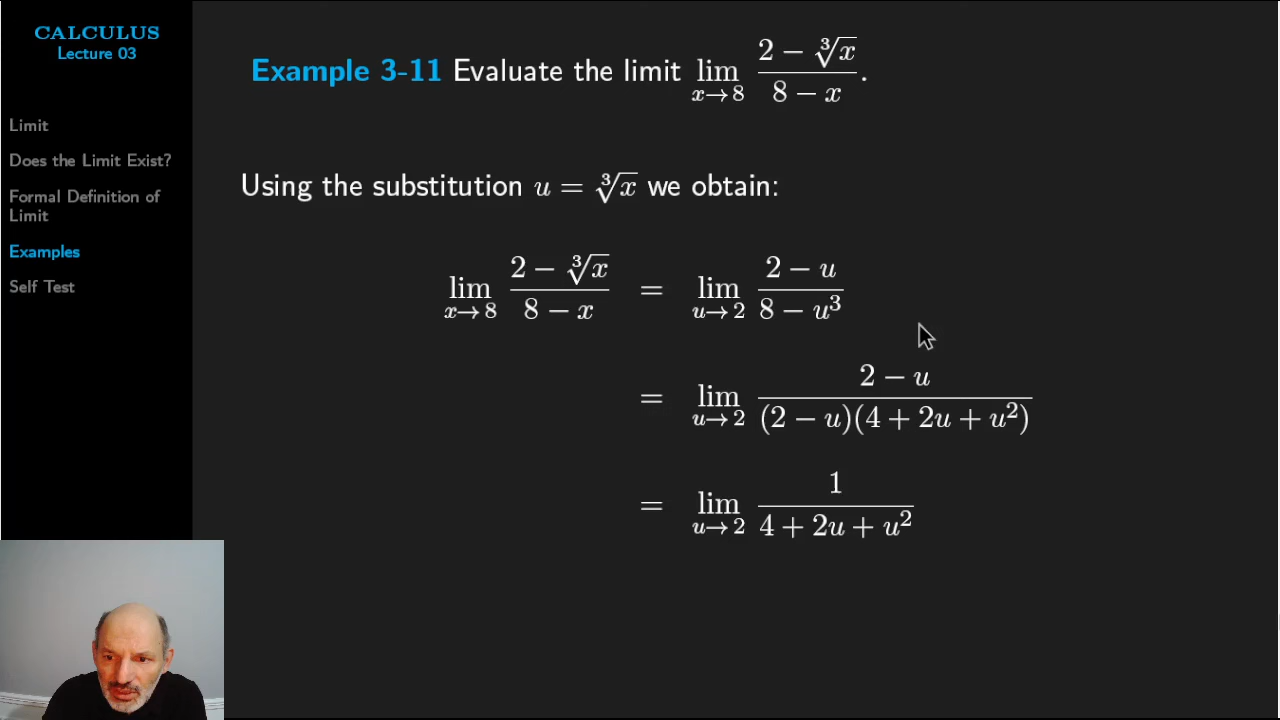 CALCULUS
Lecture 03
Limit
Does the Limit Exist?
Formal Definition of
Limit
Examples
Self Test
Example 3-11 Evaluate the limit lim_{x→8} (2 − ∛x)/(8 − x).
Using the substitution u = ∛x we obtain:
lim_{x→8} (2 − ∛x)/(8 − x) = lim_{u→2} (2 − u)/(8 − u³)
= lim_{u→2} (2 − u)/((2 − u)(4 + 2u + u²))
= lim_{u→2} 1/(4 + 2u + u²)